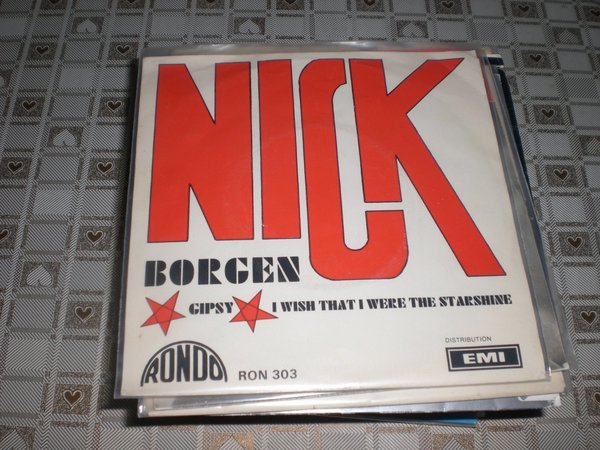 NICK
BORGEN
GIPSY I WISH THAT I WERE THE STARSHINE
DISTRIBUTION
RONDO RON 303 EMI